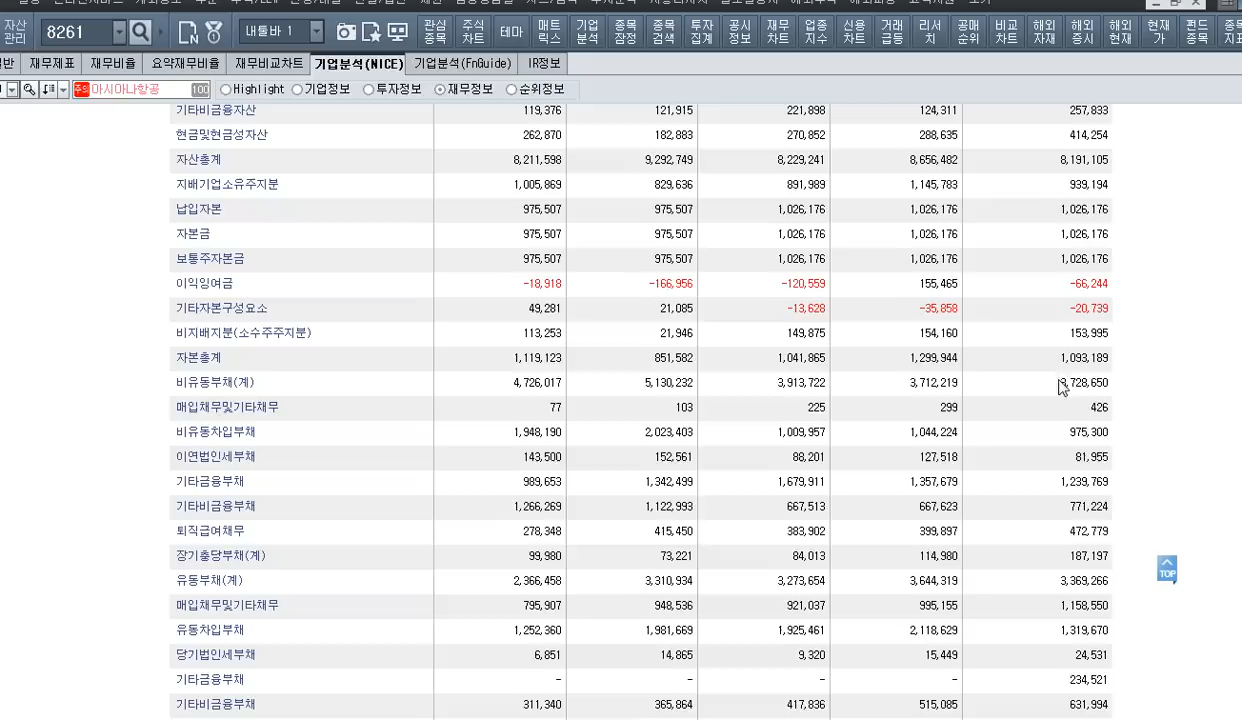 자산 관리 8261 내툴바 1 관심 종목 주식 차트 테마 매트 릭스 기업 분석 종목 잠정 종목 검색 투자 집계 공시 정보 재무 차트 업종 지수 신용 차트 거래 급등 리서 치 공매 순위 비교 차트 해외 자재 해외 증시 해외 현재 현재 가 펀드 종목
재무제표 재무비율 요약재무비율 재무비교차트 기업분석(NICE) 기업분석(FnGuide) IR정보
주의 아시아나항공 100 Highlight 기업정보 투자정보 재무정보 순위정보
기타비금융자산 119,376 121,915 221,898 124,311 257,833
현금및현금성자산 262,870 182,883 270,852 288,635 414,254
자산총계 8,211,598 9,292,749 8,229,241 8,656,482 8,191,105
지배기업소유주지분 1,005,869 829,636 891,989 1,145,783 939,194
납입자본 975,507 975,507 1,026,176 1,026,176 1,026,176
자본금 975,507 975,507 1,026,176 1,026,176 1,026,176
보통주자본금 975,507 975,507 1,026,176 1,026,176 1,026,176
이익잉여금 -18,918 -166,956 -120,559 155,465 -66,244
기타자본구성요소 49,281 21,085 -13,628 -35,858 -20,739
비지배지분(소수주주지분) 113,253 21,946 149,875 154,160 153,995
자본총계 1,119,123 851,582 1,041,865 1,299,944 1,093,189
비유동부채(계) 4,726,017 5,130,232 3,913,722 3,712,219 3,728,650
매입채무및기타채무 77 103 225 299 426
비유동차입부채 1,948,190 2,023,403 1,009,957 1,044,224 975,300
이연법인세부채 143,500 152,561 88,201 127,518 81,955
기타금융부채 989,653 1,342,499 1,679,911 1,357,679 1,239,769
기타비금융부채 1,266,269 1,122,993 667,513 667,623 771,224
퇴직급여채무 278,348 415,450 383,902 399,897 472,779
장기충당부채(계) 99,980 73,221 84,013 114,980 187,197
유동부채(계) 2,366,458 3,310,934 3,273,654 3,644,319 3,369,266
매입채무및기타채무 795,907 948,536 921,037 995,155 1,158,550
유동차입부채 1,252,360 1,981,669 1,925,461 2,118,629 1,319,670
당기법인세부채 6,851 14,865 9,320 15,449 24,531
기타금융부채 - - - - 234,521
기타비금융부채 311,340 365,864 417,836 515,085 631,994
TOP